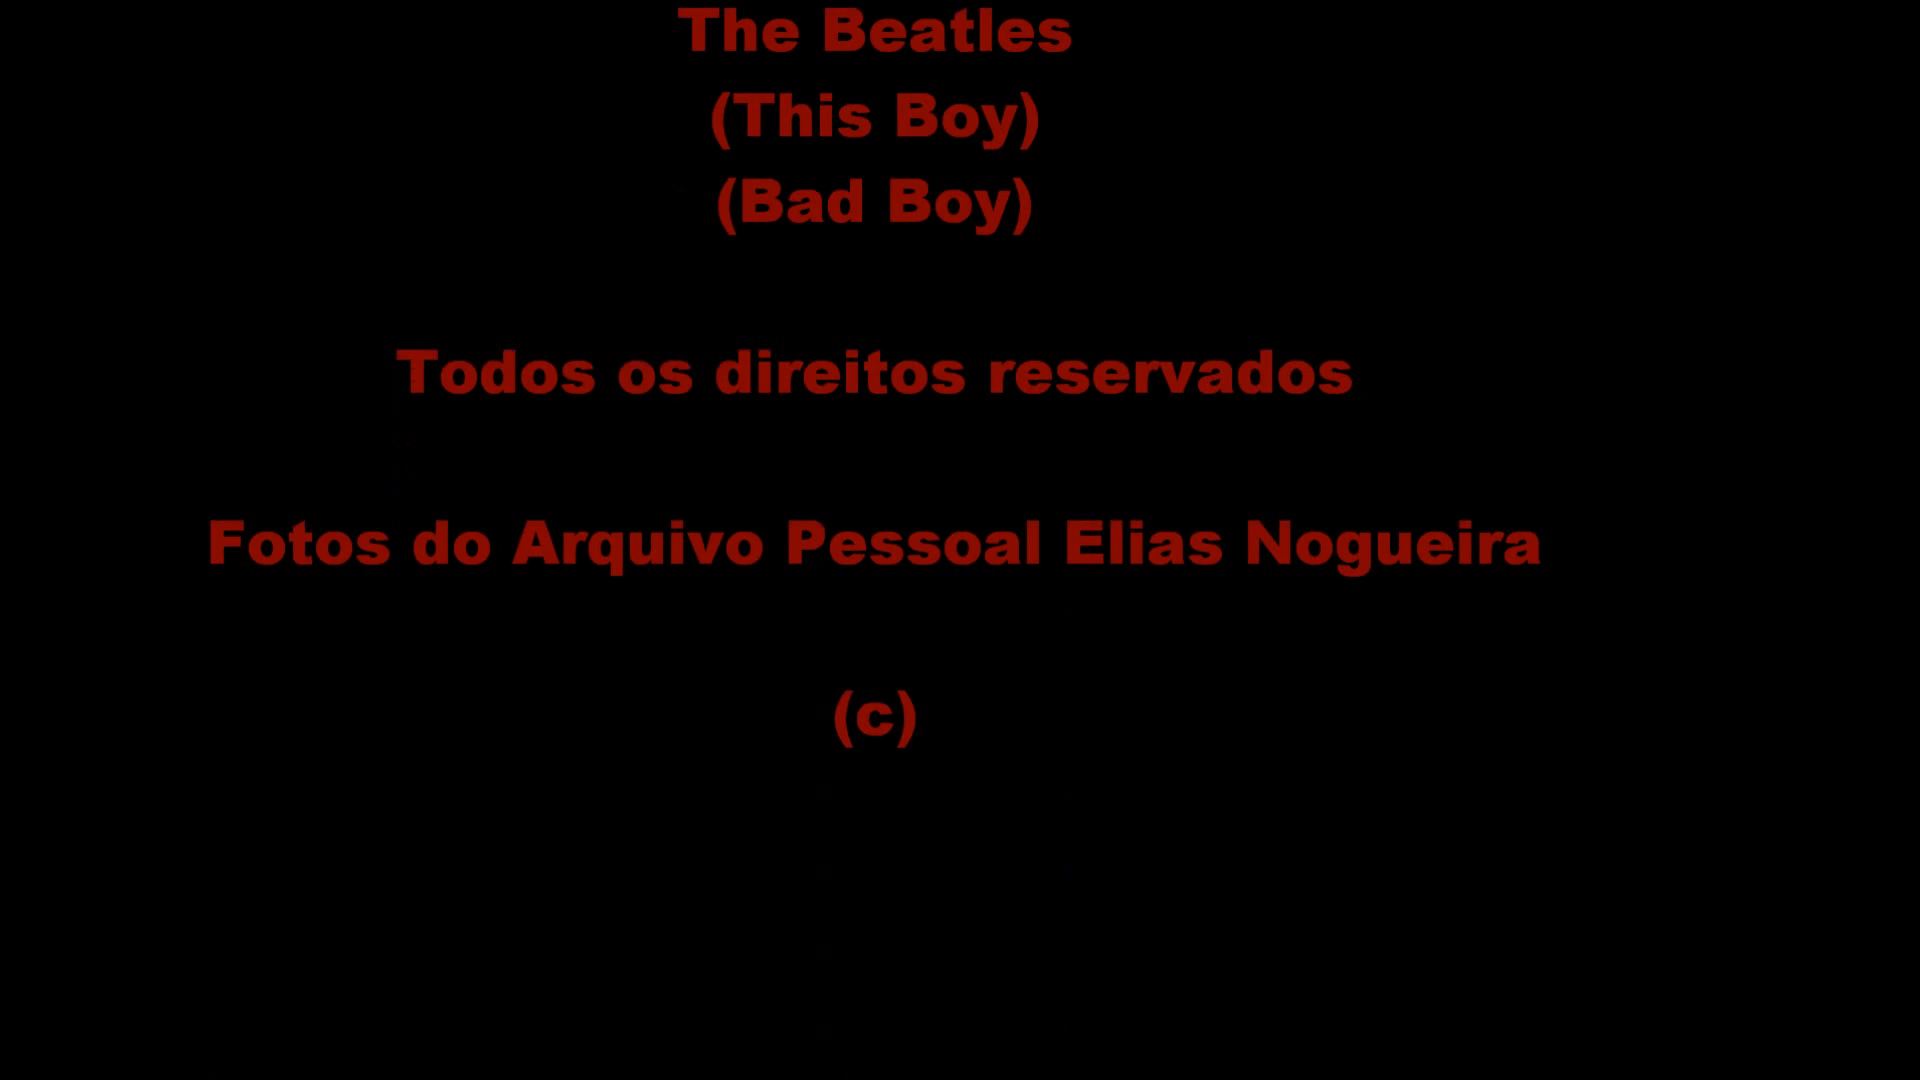 The Beatles
(This Boy)
(Bad Boy)
Todos os direitos reservados
Fotos do Arquivo Pessoal Elias Nogueira
(c)